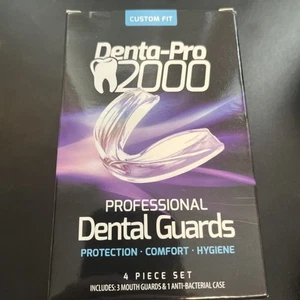 CUSTOM FIT
Denta-Pro
2000
PROFESSIONAL
Dental Guards
PROTECTION · COMFORT · HYGIENE
4 PIECE SET
INCLUDES: 3 MOUTH GUARDS & 1 ANTI-BACTERIAL CASE